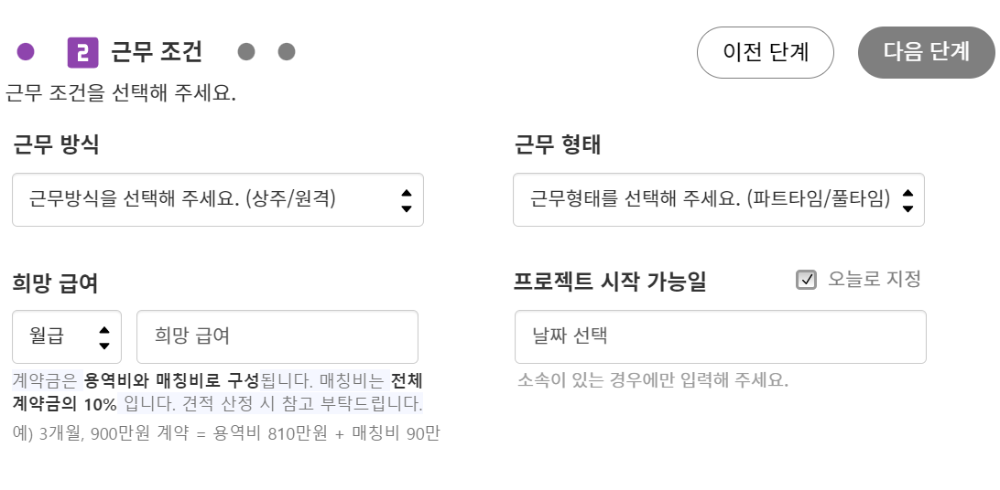 2 근무 조건
이전 단계
다음 단계
근무 조건을 선택해 주세요.
근무 방식
근무방식을 선택해 주세요. (상주/원격)
근무 형태
근무형태를 선택해 주세요. (파트타임/풀타임)
희망 급여
월급
희망 급여
계약금은 용역비와 매칭비로 구성됩니다. 매칭비는 전체
계약금의 10% 입니다. 견적 산정 시 참고 부탁드립니다.
예) 3개월, 900만원 계약 = 용역비 810만원 + 매칭비 90만
프로젝트 시작 가능일
오늘로 지정
날짜 선택
소속이 있는 경우에만 입력해 주세요.